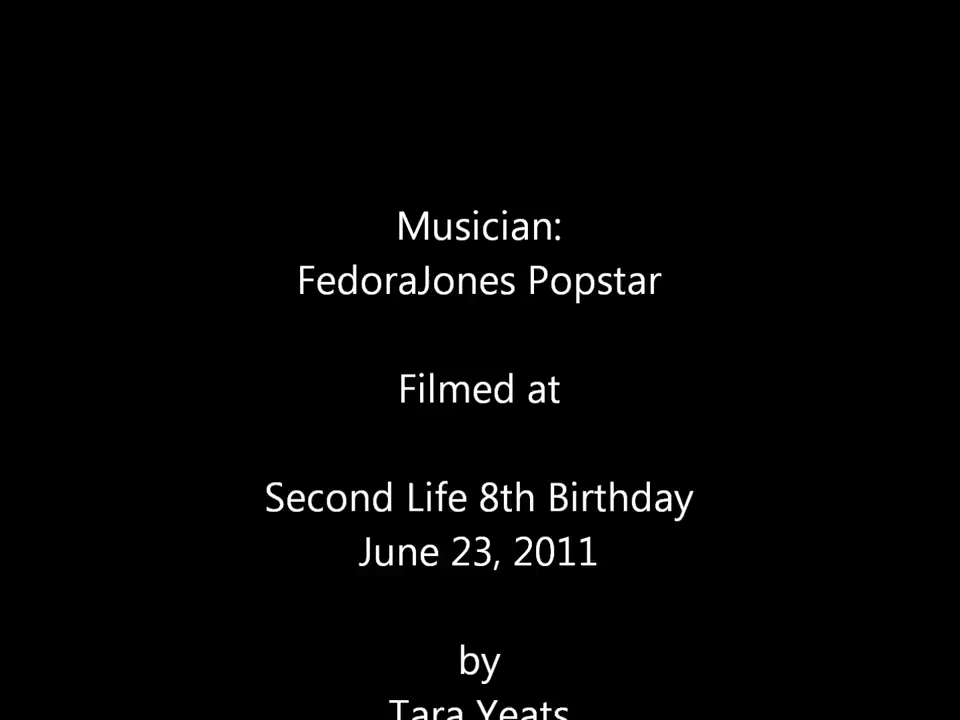 Musician:
FedoraJones Popstar
Filmed at
Second Life 8th Birthday
June 23, 2011
by
Tara Yeats